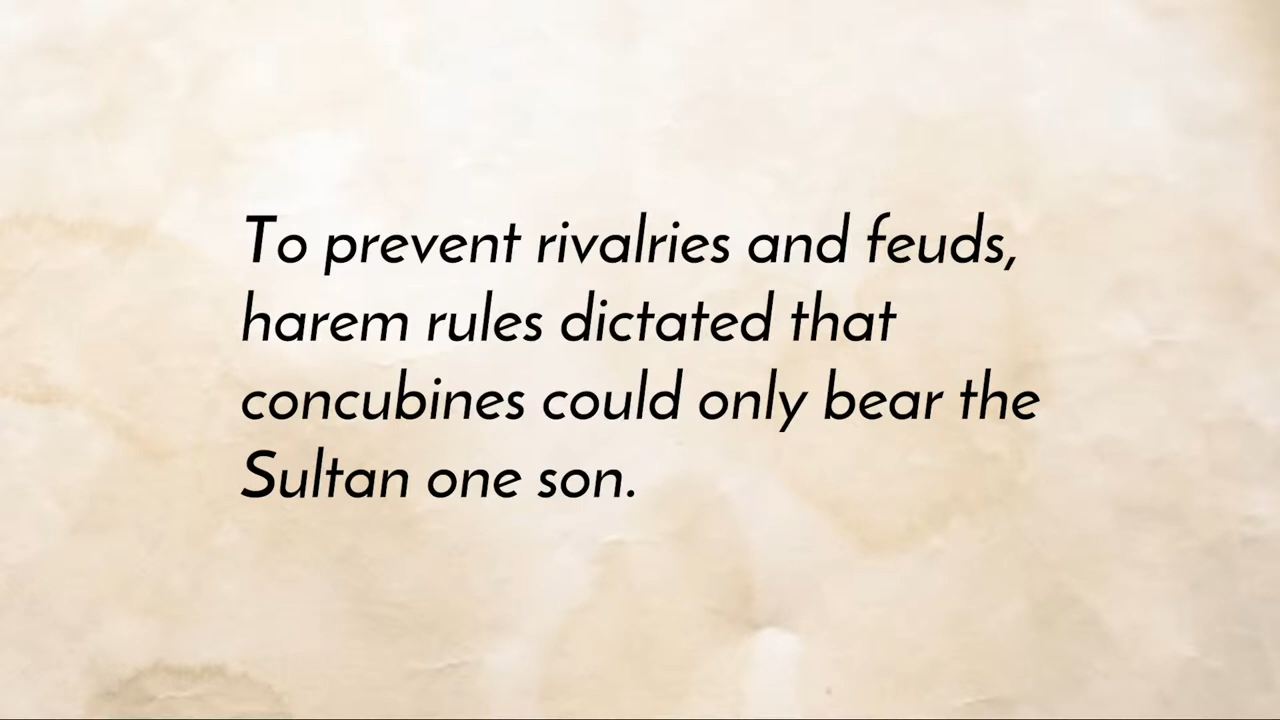 To prevent rivalries and feuds,
harem rules dictated that
concubines could only bear the
Sultan one son.